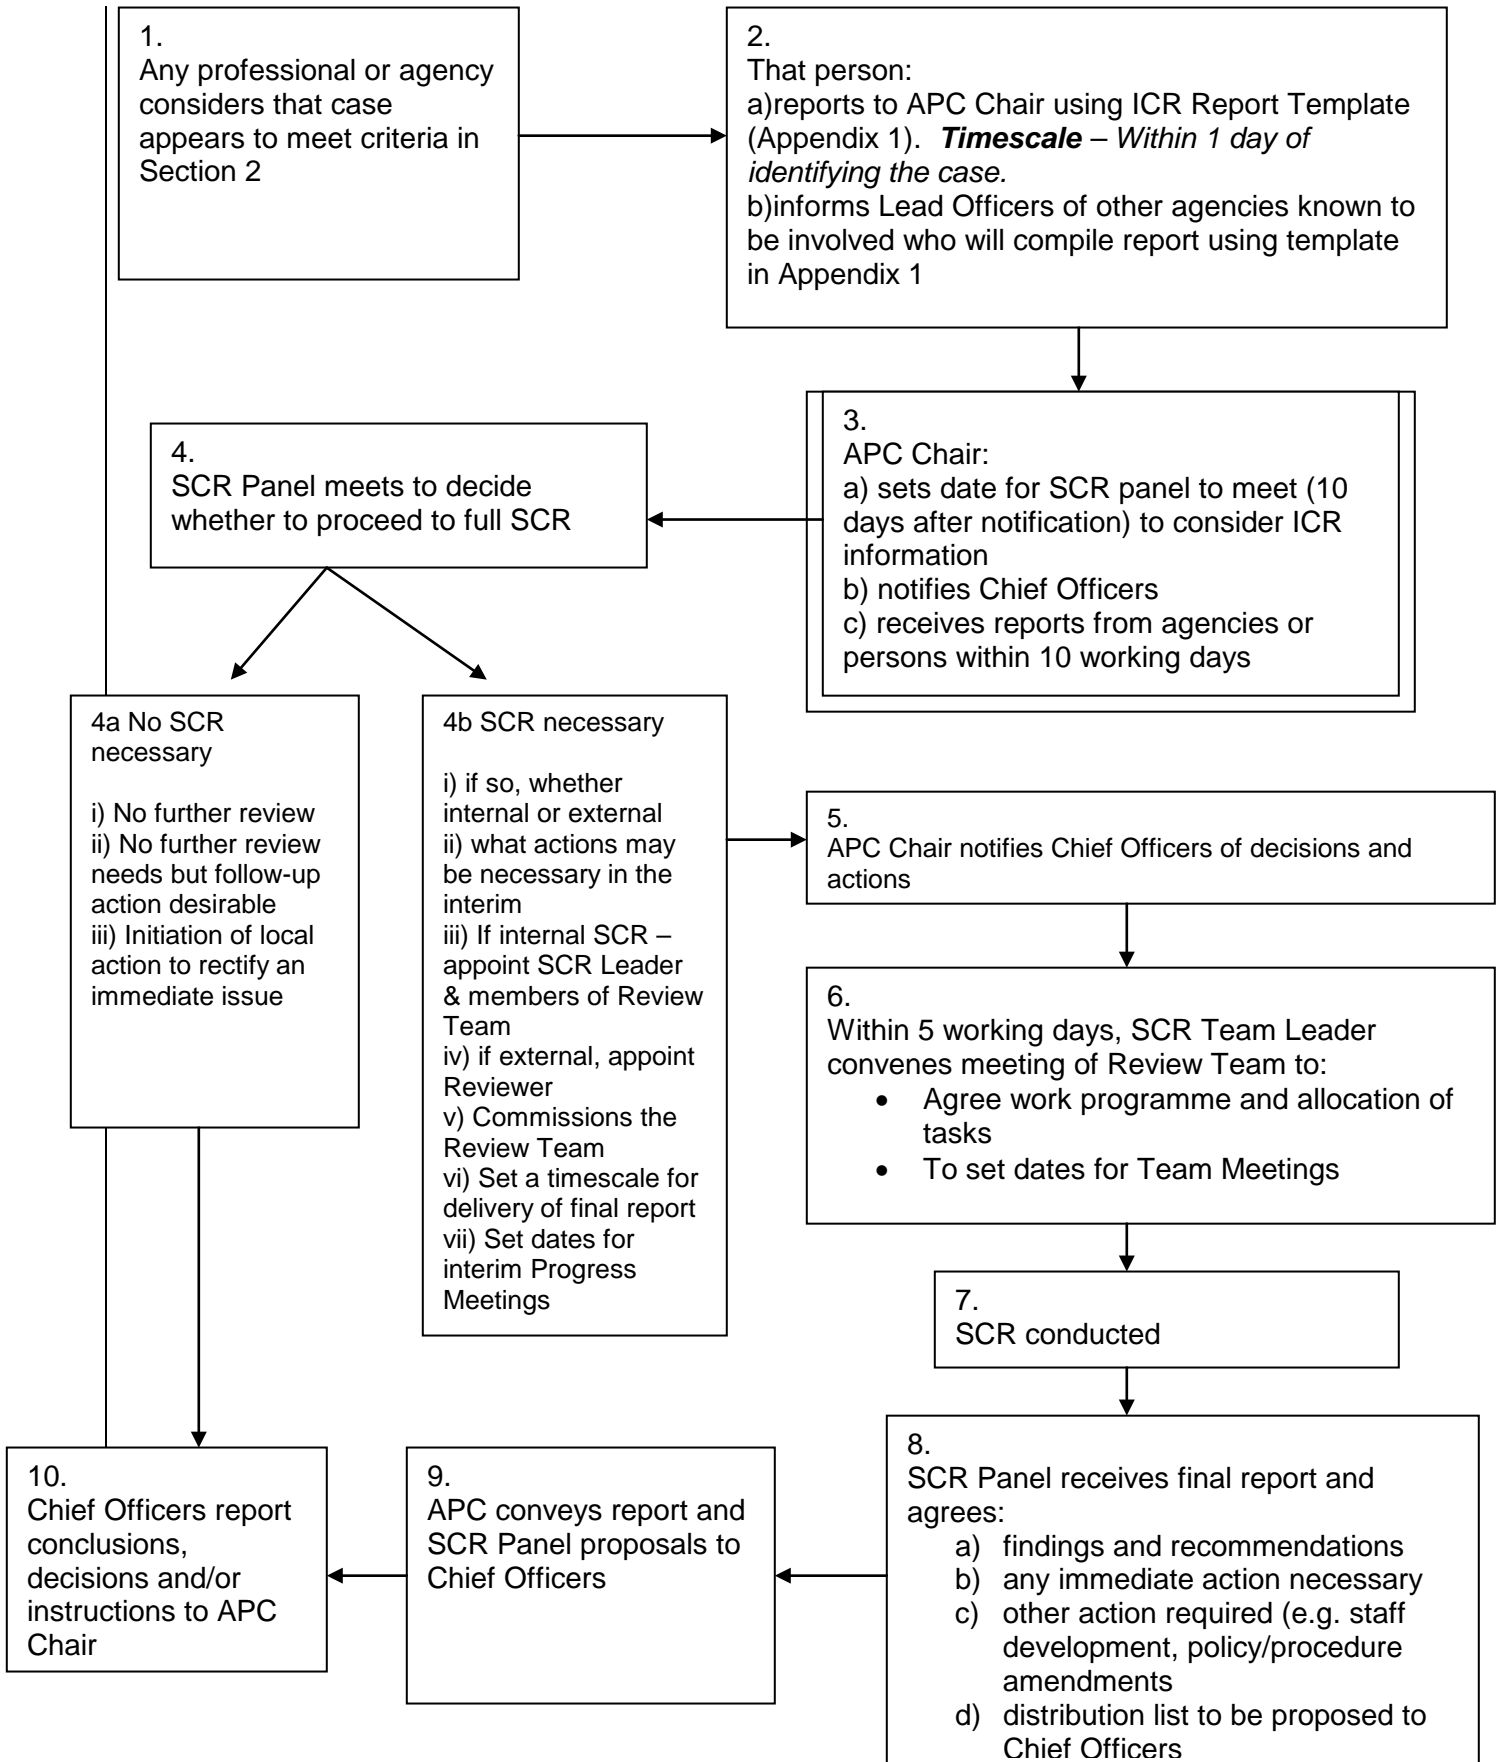 1.
Any professional or agency
considers that case
appears to meet criteria in
Section 2
2.
That person:
a)reports to APC Chair using ICR Report Template
(Appendix 1).  Timescale – Within 1 day of
identifying the case.
b)informs Lead Officers of other agencies known to
be involved who will compile report using template
in Appendix 1
3.
APC Chair:
a) sets date for SCR panel to meet (10
days after notification) to consider ICR
information
b) notifies Chief Officers
c) receives reports from agencies or
persons within 10 working days
4.
SCR Panel meets to decide
whether to proceed to full SCR
4a No SCR
necessary
i) No further review
ii) No further review
needs but follow-up
action desirable
iii) Initiation of local
action to rectify an
immediate issue
4b SCR necessary
i) if so, whether
internal or external
ii) what actions may
be necessary in the
interim
iii) If internal SCR –
appoint SCR Leader
& members of Review
Team
iv) if external, appoint
Reviewer
v) Commissions the
Review Team
vi) Set a timescale for
delivery of final report
vii) Set dates for
interim Progress
Meetings
5.
APC Chair notifies Chief Officers of decisions and
actions
6.
Within 5 working days, SCR Team Leader
convenes meeting of Review Team to:
• Agree work programme and allocation of
tasks
• To set dates for Team Meetings
7.
SCR conducted
8.
SCR Panel receives final report and
agrees:
a) findings and recommendations
b) any immediate action necessary
c) other action required (e.g. staff
development, policy/procedure
amendments
d) distribution list to be proposed to
Chief Officers
9.
APC conveys report and
SCR Panel proposals to
Chief Officers
10.
Chief Officers report
conclusions,
decisions and/or
instructions to APC
Chair